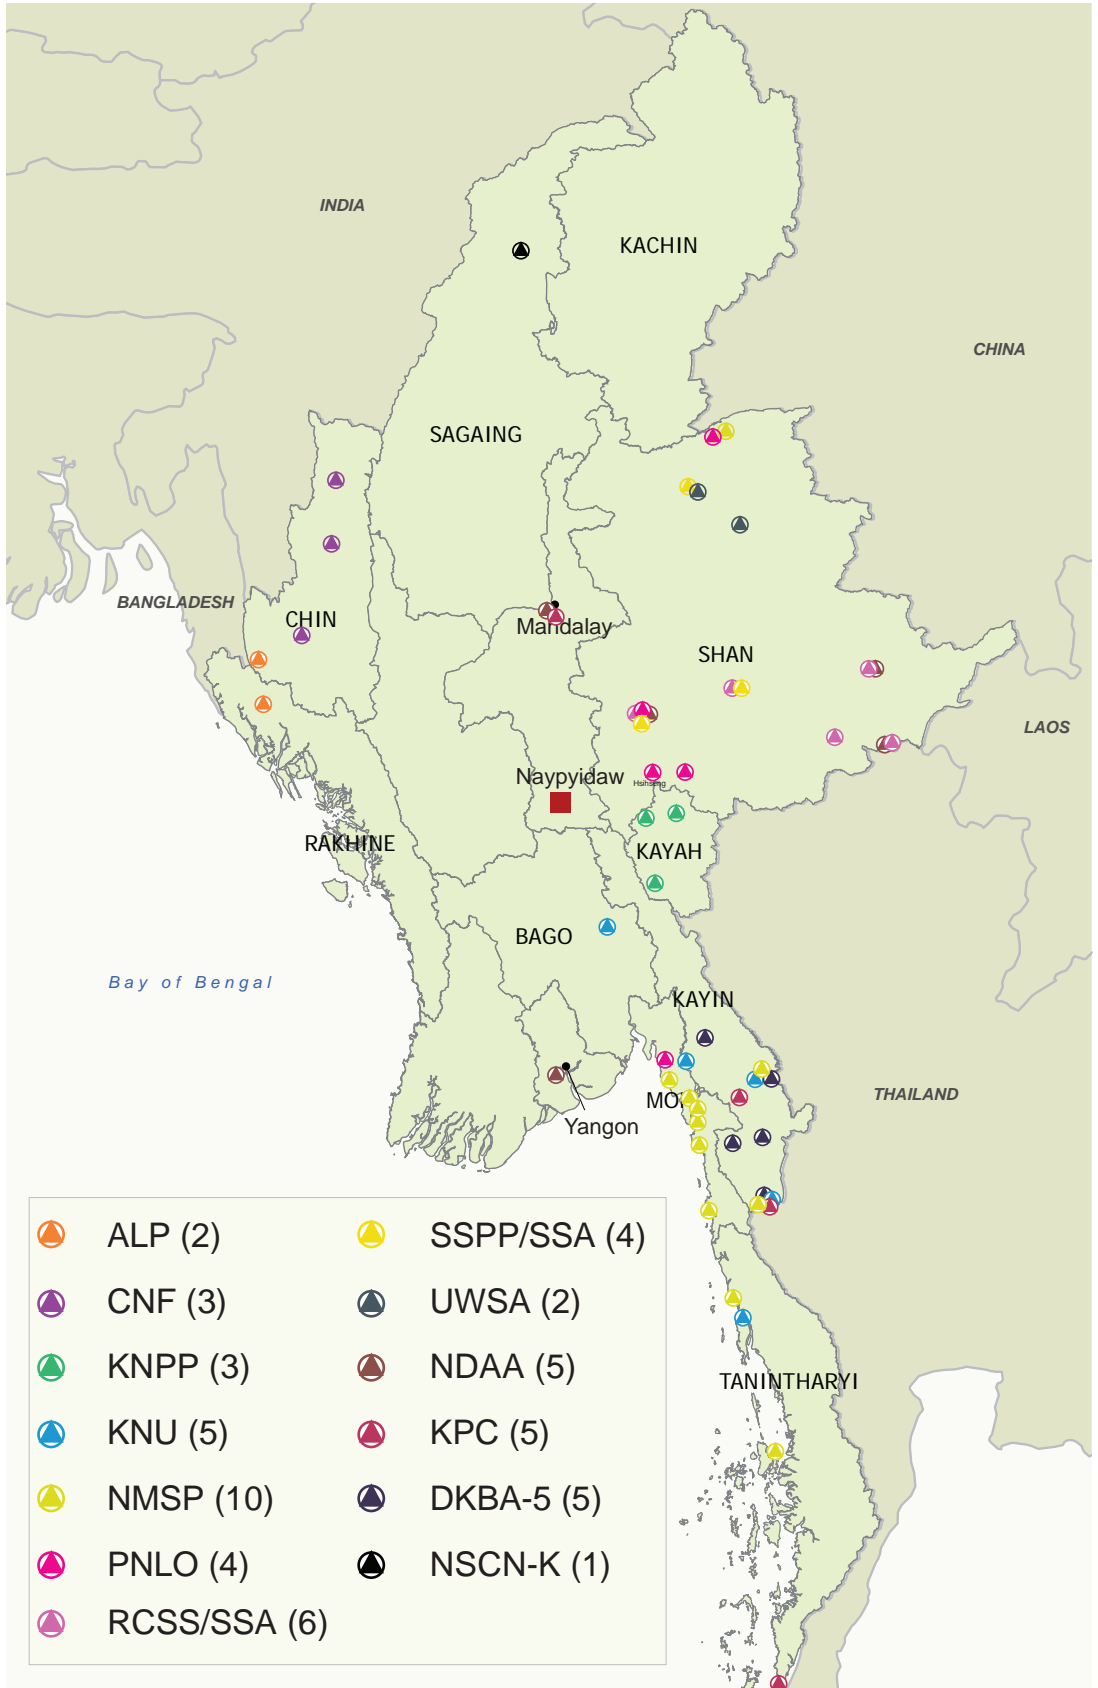 INDIA
KACHIN
CHINA
SAGAING
BANGLADESH
CHIN
Mandalay
SHAN
LAOS
Naypyidaw
Hsihseng
RAKHINE
KAYAH
BAGO
Bay of Bengal
KAYIN
THAILAND
MO
Yangon
TANINTHARYI
ALP (2)
CNF (3)
KNPP (3)
KNU (5)
NMSP (10)
PNLO (4)
RCSS/SSA (6)
SSPP/SSA (4)
UWSA (2)
NDAA (5)
KPC (5)
DKBA-5 (5)
NSCN-K (1)